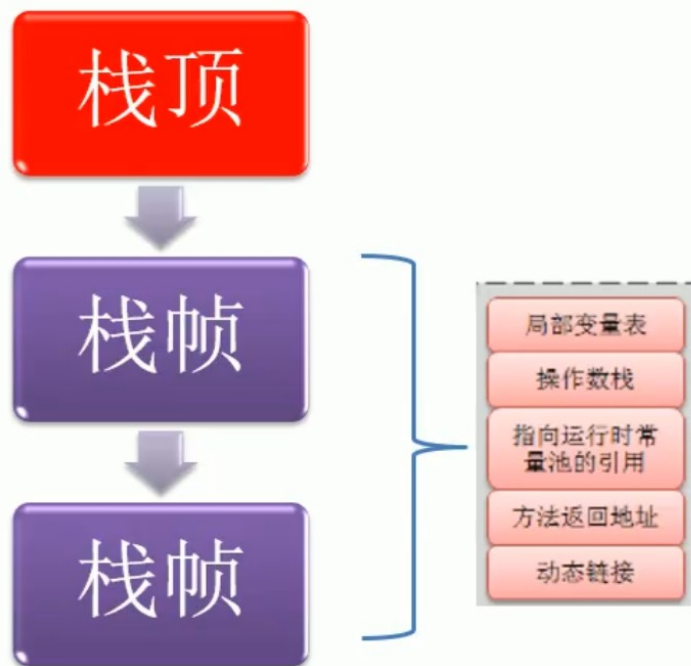 栈顶
栈帧
栈帧
局部变量表
操作数栈
指向运行时常
量池的引用
方法返回地址
动态链接